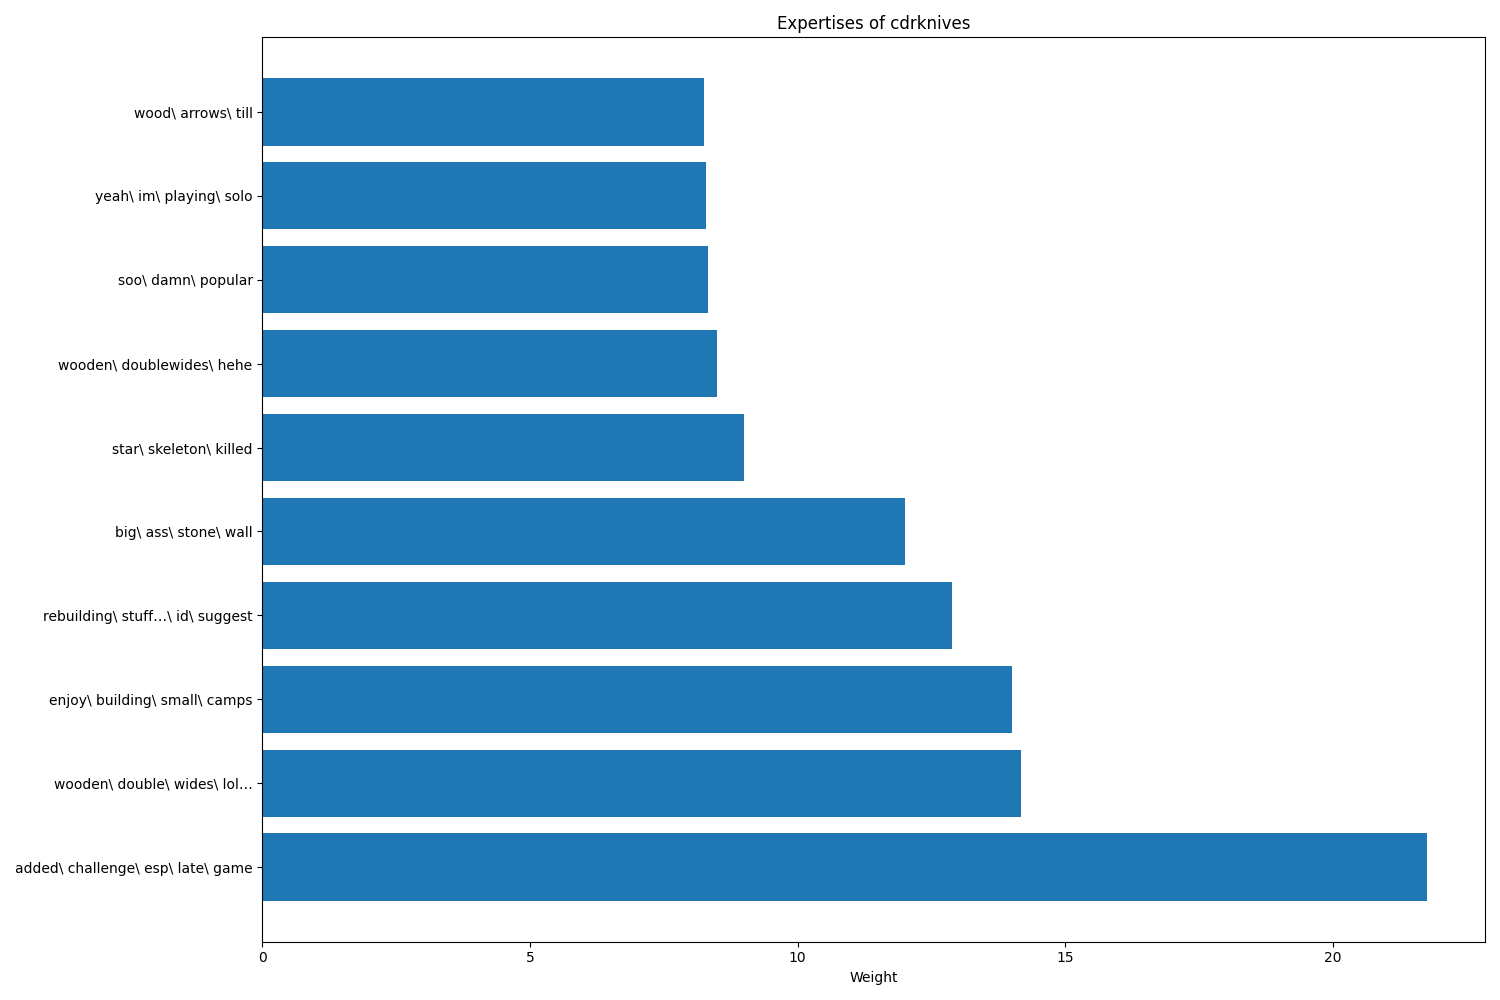 Expertises of cdrknives
wood\ arrows\ till
yeah\ im\ playing\ solo
soo\ damn\ popular
wooden\ doublewides\ hehe
star\ skeleton\ killed
big\ ass\ stone\ wall
rebuilding\ stuff…\ id\ suggest
enjoy\ building\ small\ camps
wooden\ double\ wides\ lol…
added\ challenge\ esp\ late\ game
0 5 10 15 20
Weight